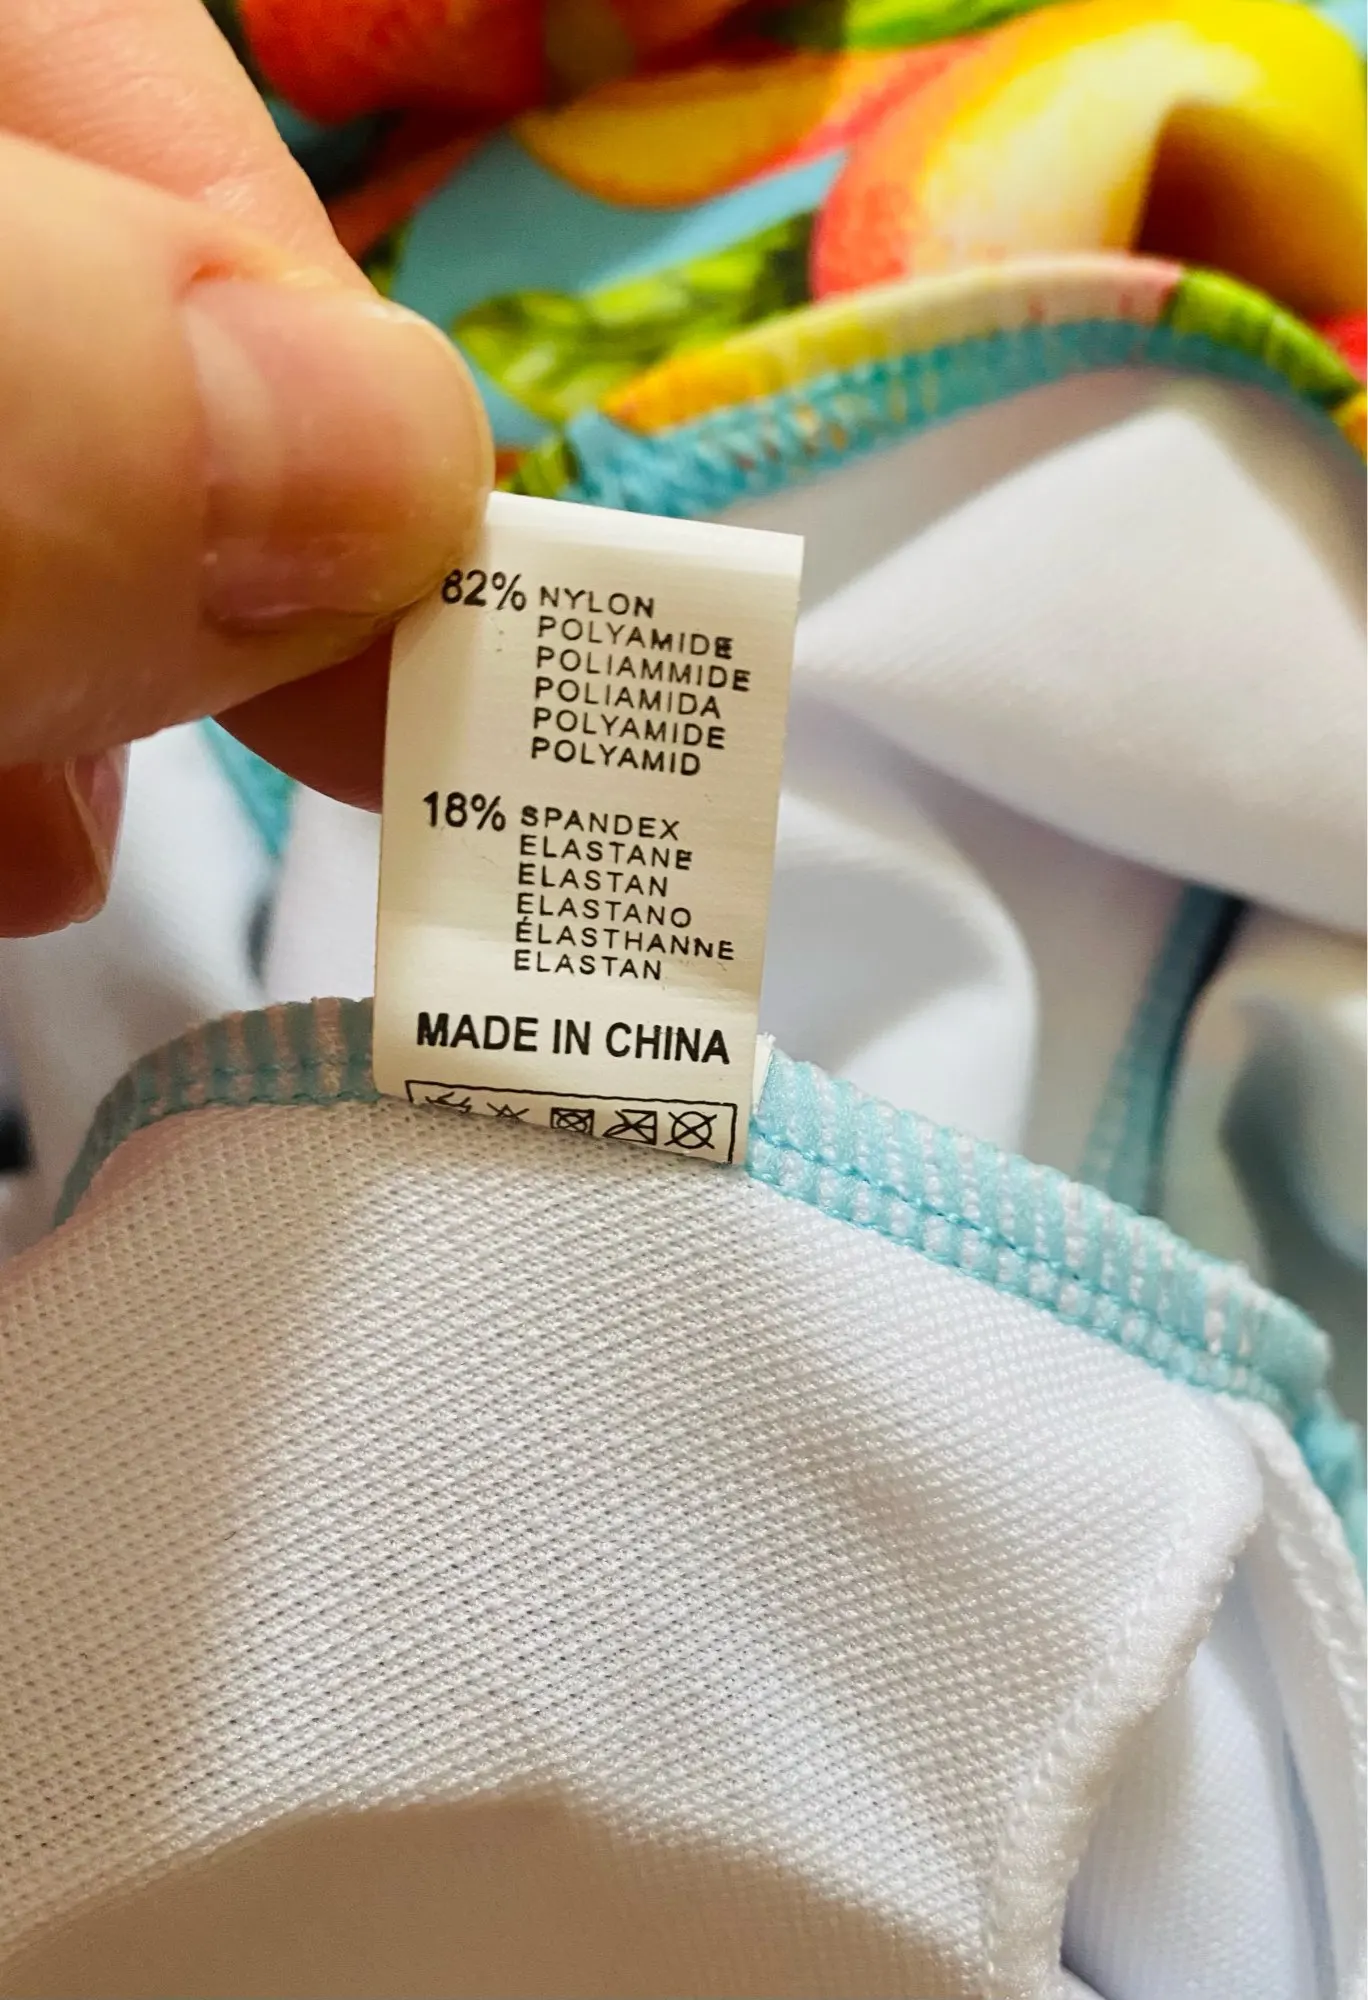 82% NYLON
POLYAMIDE
POLIAMMIDE
POLIAMIDA
POLYAMIDE
POLYAMID
18% SPANDEX
ELASTANE
ELASTAN
ELASTANO
ÉLASTHANNE
ELASTAN
MADE IN CHINA